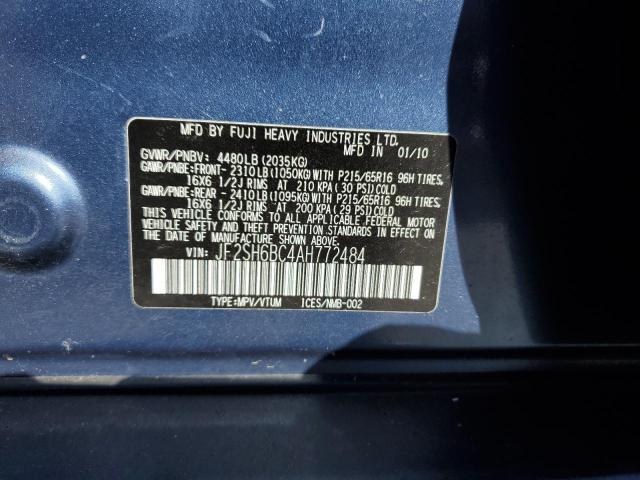 MFD BY FUJI HEAVY INDUSTRIES LTD.
MFD IN 01/10
GVWR/PNBV: 4480LB (2035KG)
GAWR/PNBE:FRONT- 2310LB (1050KG) WITH P215/65R16 96H TIRES,
16X6 1/2J RIMS AT 210 KPA (30 PSI) COLD
GAWR/PNBE:REAR - 2410LB (1095KG) WITH P215/65R16 96H TIRES,
16X6 1/2J RIMS AT 200 KPA (29 PSI) COLD
THIS VEHICLE CONFORMS TO ALL APPLICABLE FEDERAL MOTOR
VEHICLE SAFETY AND THEFT PREVENTION STANDARDS IN
EFFECT ON THE DATE OF MANUFACTURE SHOWN ABOVE.
VIN: JF2SH6BC4AH772484
TYPE:MPV/VTUM ICES/NMB-002